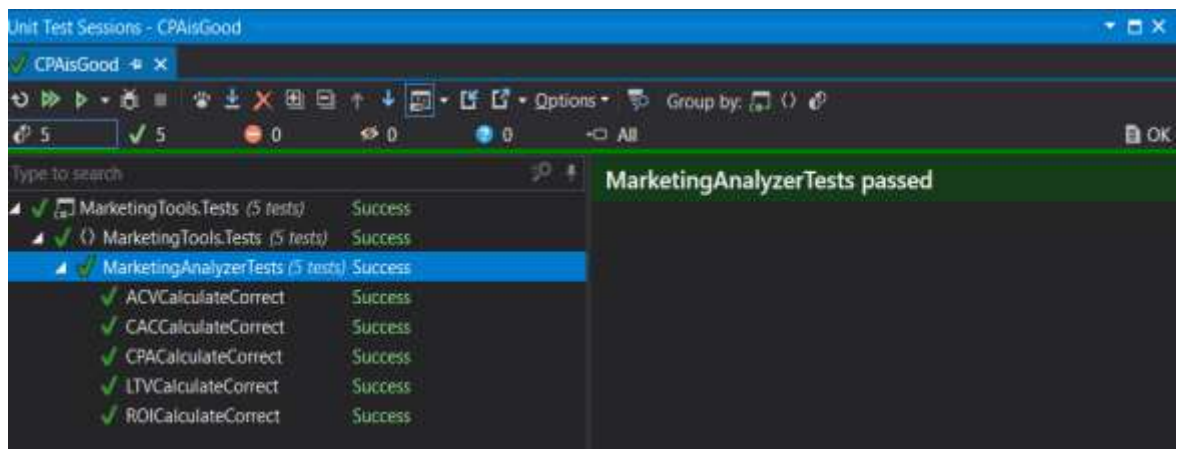 Unit Test Sessions - CPAisGood
CPAisGood
Options Group by:
5 5 0 0 0 All OK
Type to search
MarketingAnalyzerTests passed
MarketingTools.Tests (5 tests) Success
MarketingTools.Tests (5 tests) Success
MarketingAnalyzerTests (5 tests) Success
ACVCalculateCorrect Success
CACCalculateCorrect Success
CPACalculateCorrect Success
LTVCalculateCorrect Success
ROICalculateCorrect Success